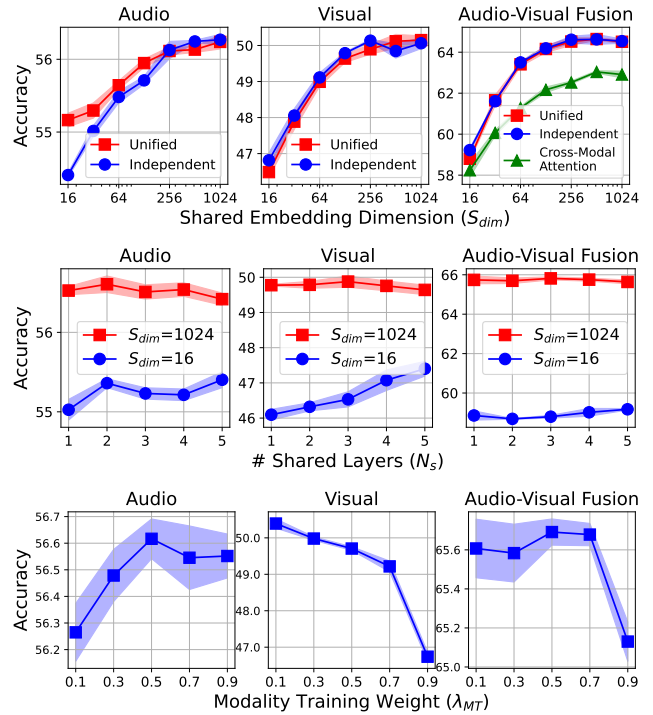 Audio
Visual
Audio-Visual Fusion
Accuracy
56
55
Unified
Independent
16
64
256
1024
50
49
48
47
Unified
Independent
16
64
256
1024
64
62
60
58
Unified
Independent
Cross-Modal
Attention
16
64
256
1024
Shared Embedding Dimension (S_dim)
Audio
Visual
Audio-Visual Fusion
Accuracy
56
55
S_dim=1024
S_dim=16
1
2
3
4
5
50
49
48
47
46
S_dim=1024
S_dim=16
1
2
3
4
5
66
64
62
60
S_dim=1024
S_dim=16
1
2
3
4
5
# Shared Layers (N_s)
Audio
Visual
Audio-Visual Fusion
Accuracy
56.7
56.6
56.5
56.4
56.3
56.2
0.1
0.3
0.5
0.7
0.9
50.0
49.0
48.0
47.0
0.1
0.3
0.5
0.7
0.9
65.6
65.4
65.2
65.0
0.1
0.3
0.5
0.7
0.9
Modality Training Weight (λ_MT)